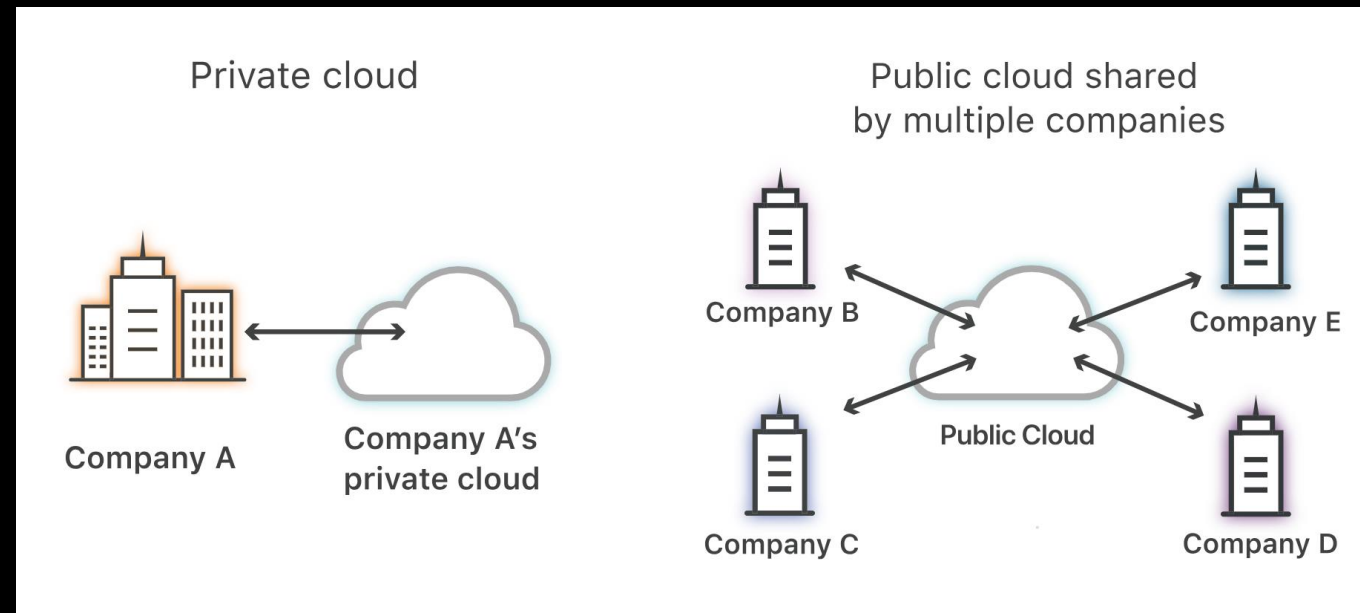 Private cloud
Company A
Company A’s
private cloud
Public cloud shared
by multiple companies
Company B
Company E
Public Cloud
Company C
Company D